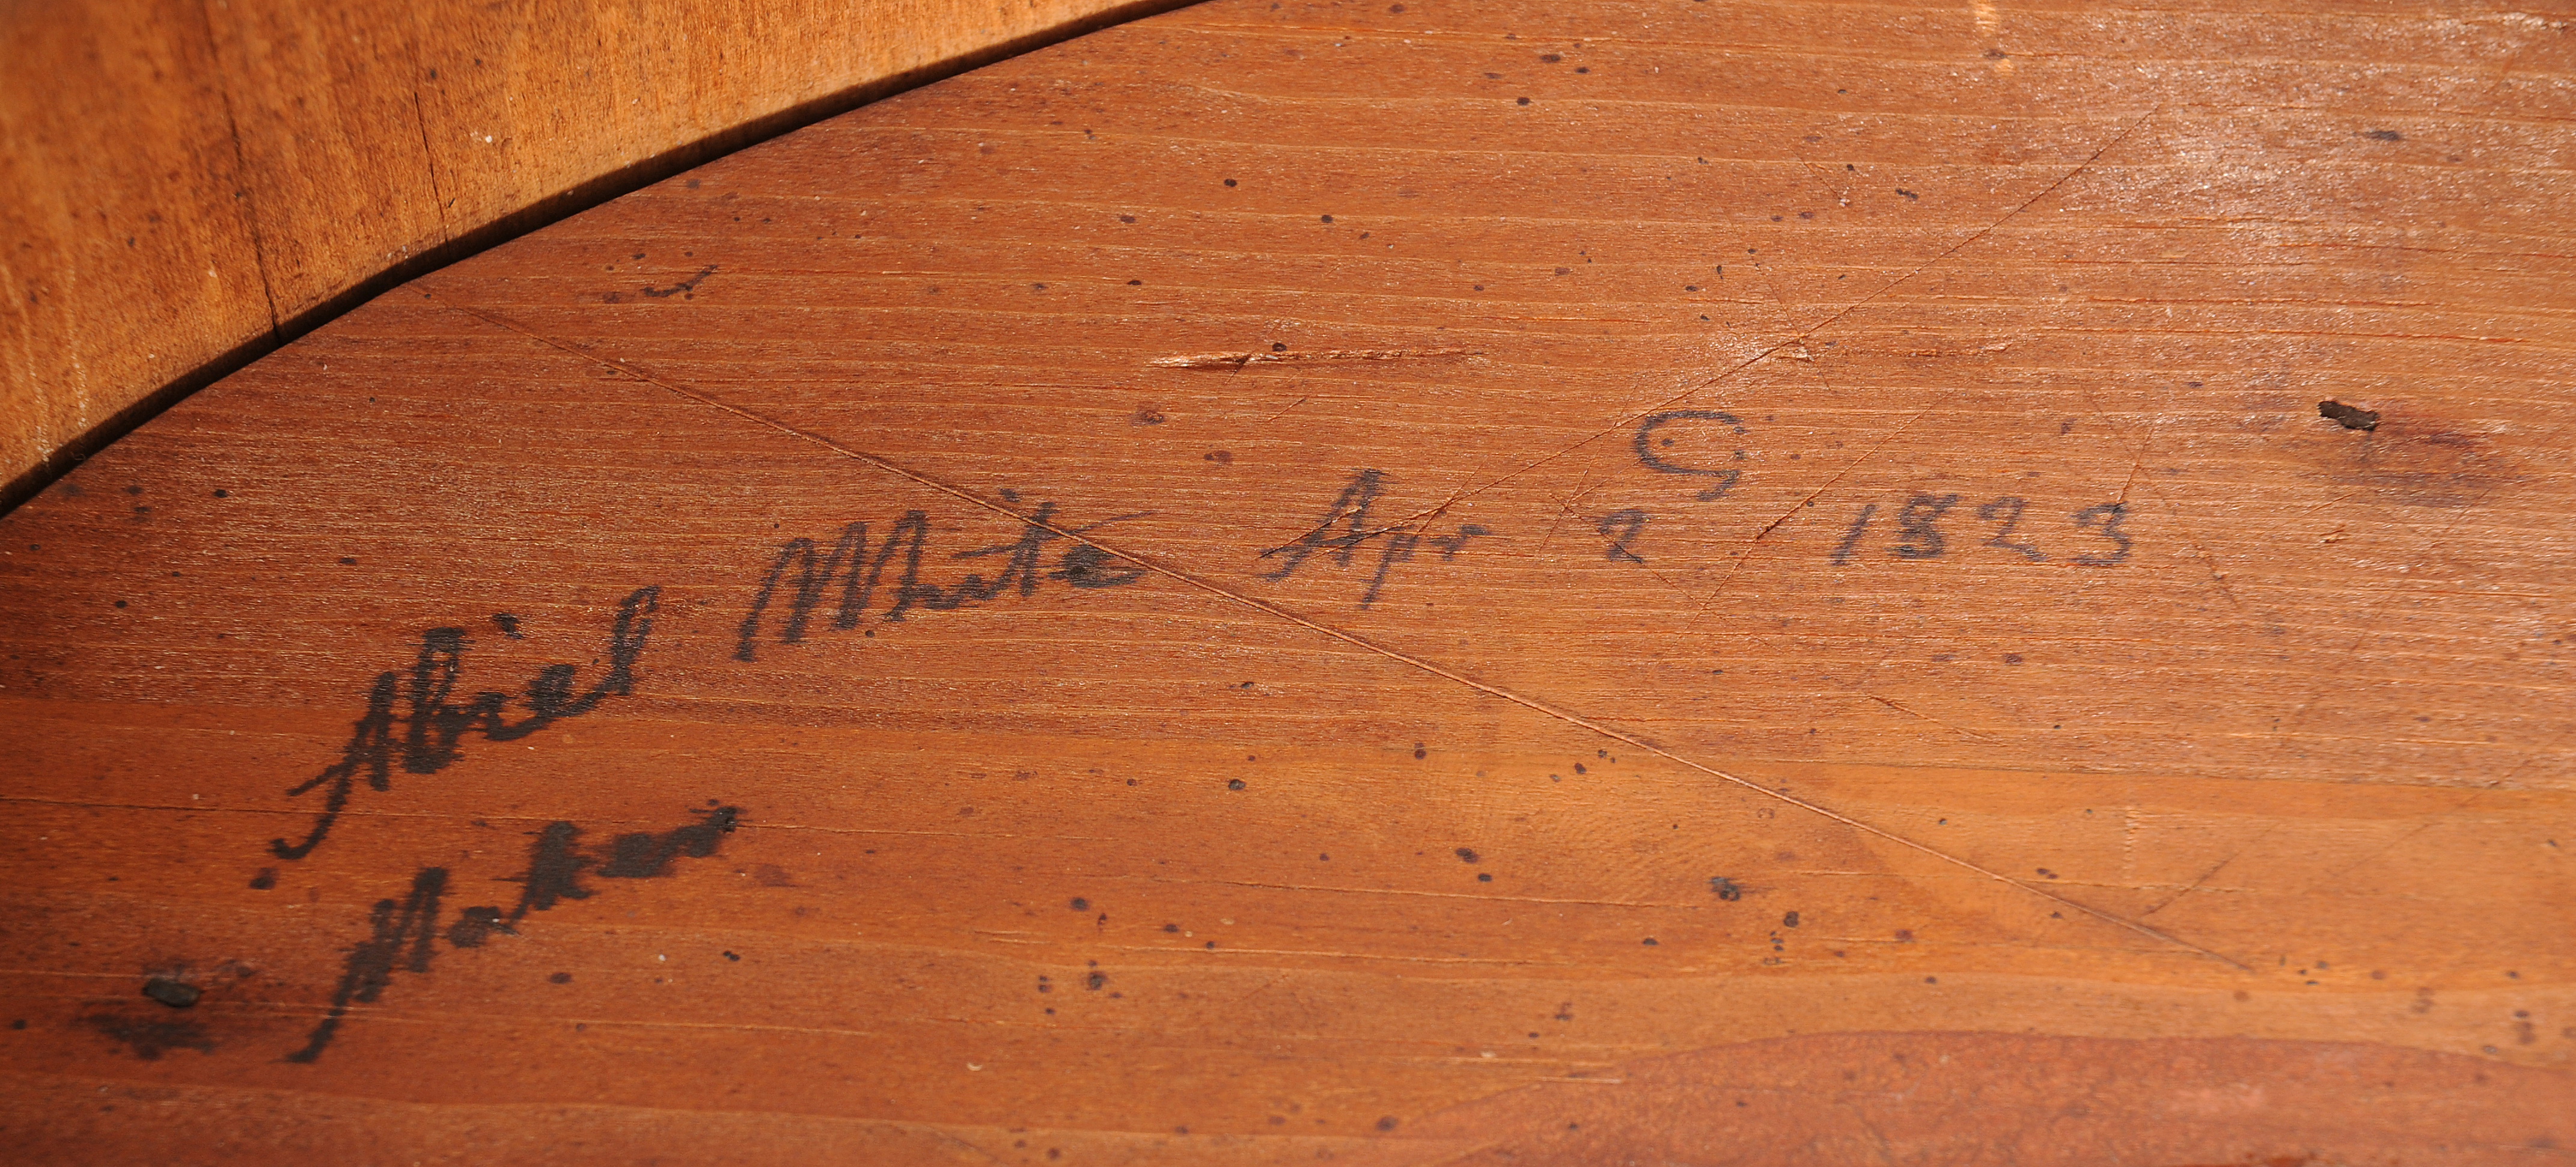 G
Abiel White Apr 2 1823
Maker